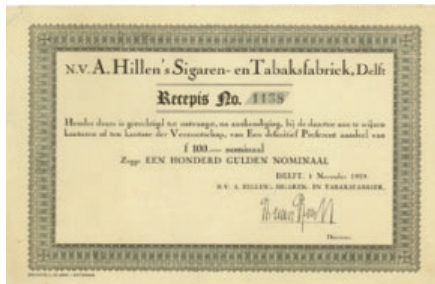 N.V. A. Hillen's Sigaren- en Tabaksfabriek, Delft
Recepis No. 1138
Houder dezes is gerechtigd tot ontvangst, na aankondiging, bij de daartoe aan te wijzen
kantoren of ten kantore der Vennootschap, van Een definitief Preferent aandeel van
f 100.— nominaal
Zegge EEN HONDERD GULDEN NOMINAAL
DELFT, 1 November 1919.
N.V. A. HILLEN'S SIGAREN- EN TABAKSFABRIEK,
Directeur.